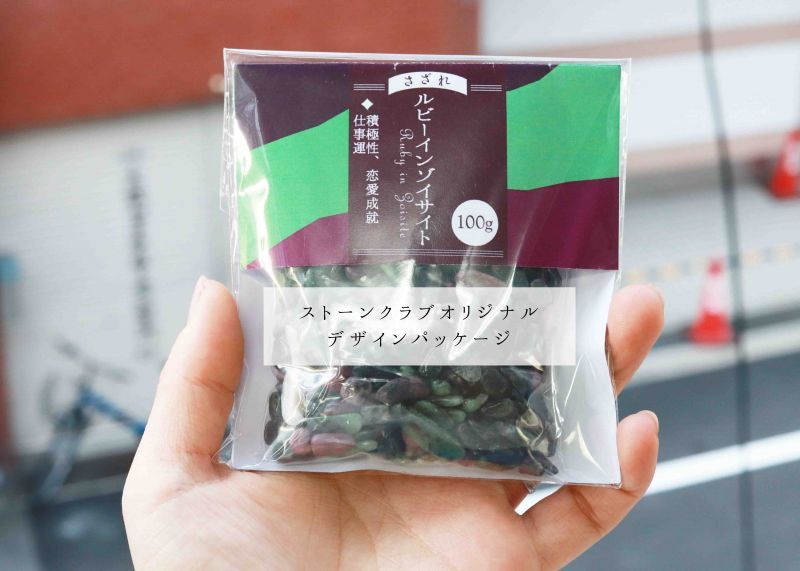 さざれ
ルビーインゾイサイト
Ruby in Zoisite
◆積極性、恋愛成就
仕事運
100g
ストーンクラブオリジナル
デザインパッケージ